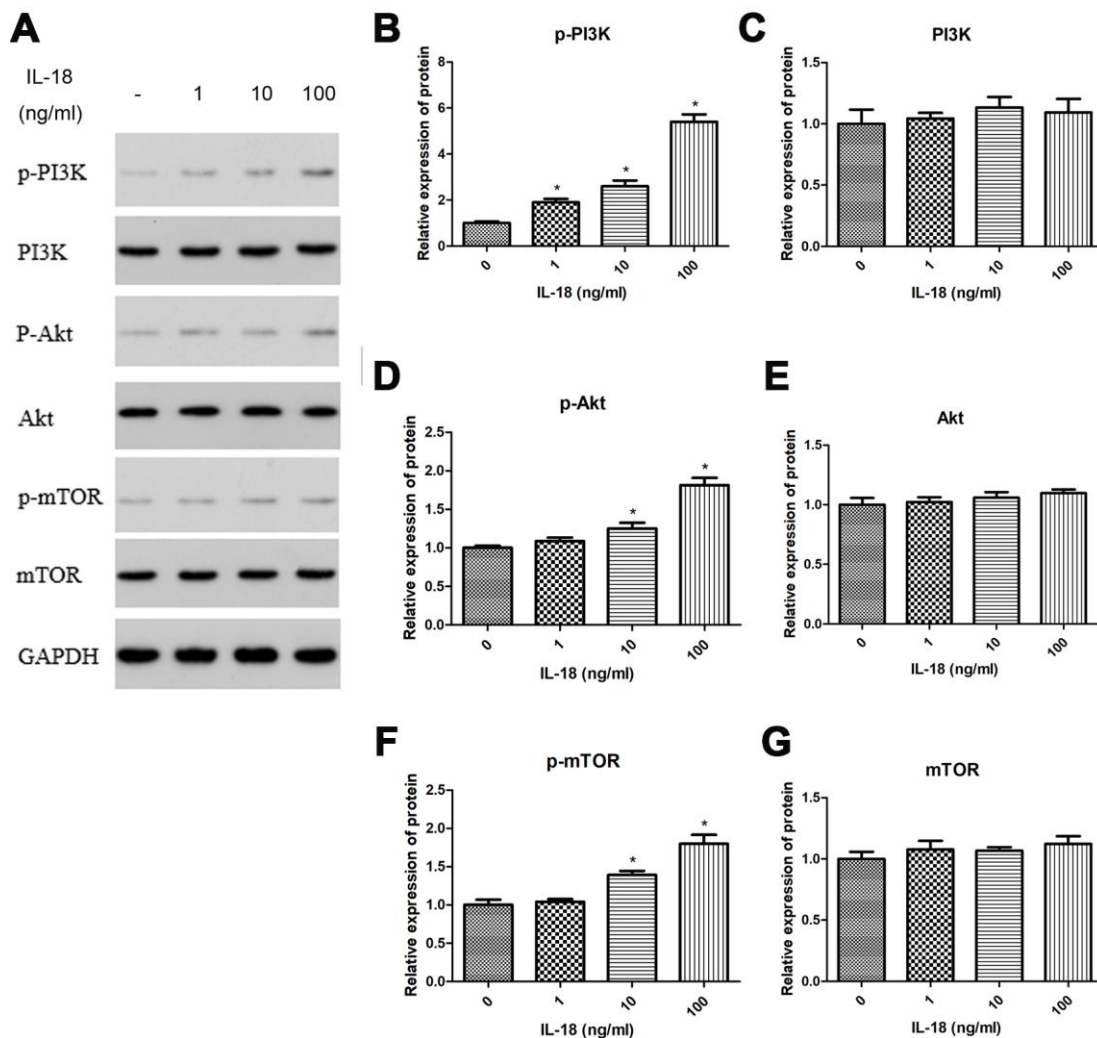 A
IL-18
(ng/ml)
- 1 10 100
p-PI3K
PI3K
P-Akt
Akt
p-mTOR
mTOR
GAPDH
B
p-PI3K
Relative expression of protein
8
6
4
2
0
*
*
*
0 1 10 100
IL-18 (ng/ml)
C
PI3K
Relative expression of protein
1.5
1.0
0.5
0.0
0 1 10 100
IL-18 (ng/ml)
D
p-Akt
Relative expression of protein
2.5
2.0
1.5
1.0
0.5
0.0
*
*
0 1 10 100
IL-18 (ng/ml)
E
Akt
Relative expression of protein
1.5
1.0
0.5
0.0
0 1 10 100
IL-18 (ng/ml)
F
p-mTOR
Relative expression of protein
2.5
2.0
1.5
1.0
0.5
0.0
*
*
0 1 10 100
IL-18 (ng/ml)
G
mTOR
Relative expression of protein
1.5
1.0
0.5
0.0
0 1 10 100
IL-18 (ng/ml)